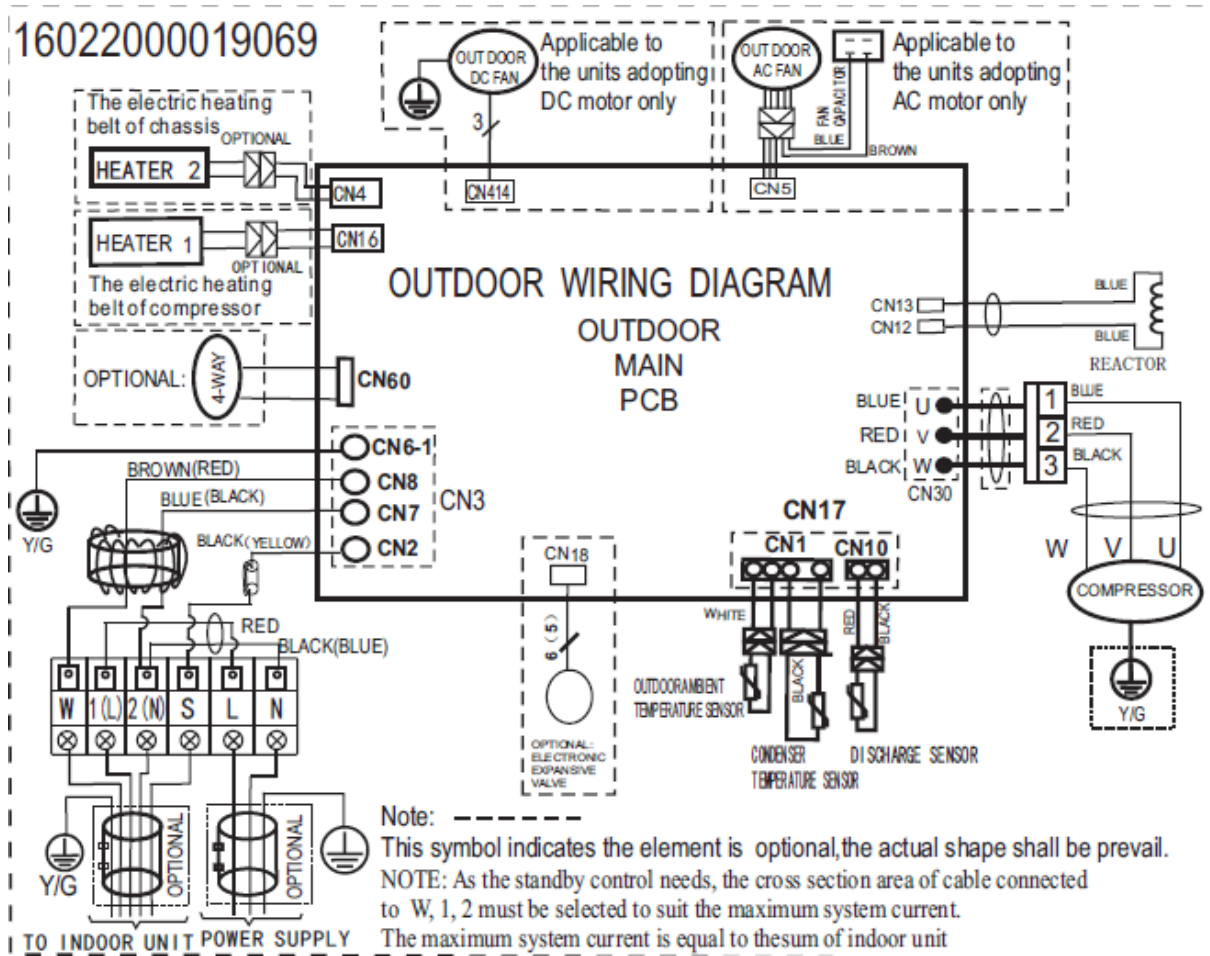 16022000019069
The electric heating
belt of chassis
OPTIONAL
HEATER 2
HEATER 1
OPTIONAL
The electric heating
belt of compressor
OPTIONAL:
4-WAY
OUT DOOR
DC FAN
Applicable to
the units adopting
DC motor only
3
CN414
OUT DOOR
AC FAN
FAN
CAPACITOR
BLUE
BROWN
Applicable to
the units adopting
AC motor only
CN5
CN4
CN16
OUTDOOR WIRING DIAGRAM
OUTDOOR
MAIN
PCB
CN13
CN12
BLUE
BLUE
REACTOR
CN60
CN6-1
CN8
CN7
CN2
CN3
BROWN(RED)
BLUE(BLACK)
BLACK(YELLOW)
Y/G
RED
BLACK(BLUE)
W 1(L) 2(N) S L N
Y/G
OPTIONAL
OPTIONAL
TO INDOOR UNIT
POWER SUPPLY
BLUE U
RED V
BLACK W
CN30
1 BLUE
2 RED
3 BLACK
W V U
COMPRESSOR
Y/G
CN17
CN1 CN10
WHITE
BLACK
RED
BLACK
OUTDOORAMBIENT
TEMPERATURE SENSOR
CONDENSER
TEMPERATURE SENSOR
DISCHARGE SENSOR
CN18
6(5)
OPTIONAL:
ELECTRONIC
EXPANSIVE
VALVE
Note: – – – – – –
This symbol indicates the element is optional,the actual shape shall be prevail.
NOTE: As the standby control needs, the cross section area of cable connected
to W, 1, 2 must be selected to suit the maximum system current.
The maximum system current is equal to thesum of indoor unit